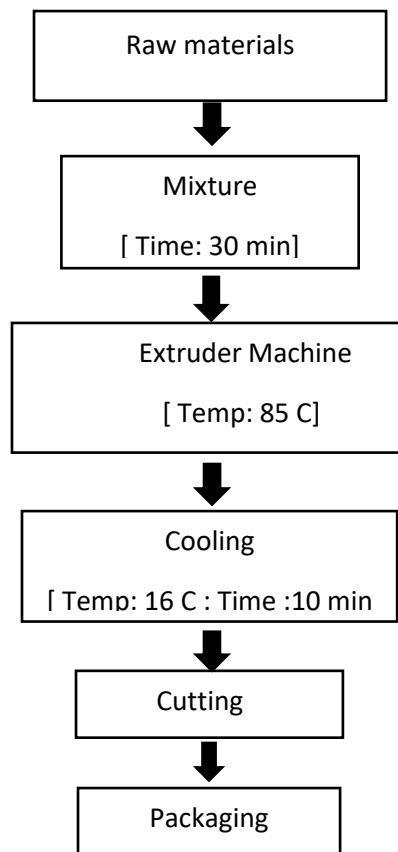 Raw materials
Mixture
[ Time: 30 min]
Extruder Machine
[ Temp: 85 C]
Cooling
[ Temp: 16 C : Time :10 min
Cutting
Packaging